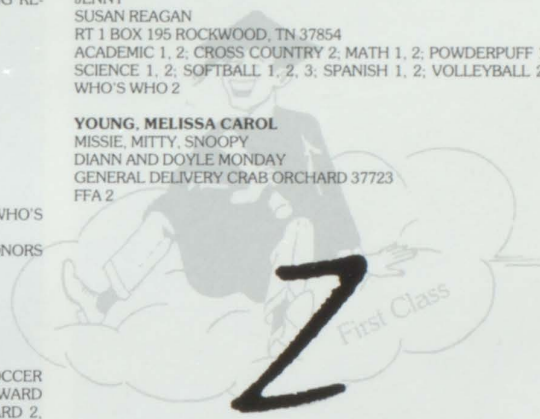 JENNY
SUSAN REAGAN
RT 1 BOX 195 ROCKWOOD, TN 37854
ACADEMIC 1, 2; CROSS COUNTRY 2; MATH 1, 2; POWDERPUFF
SCIENCE 1, 2; SOFTBALL 1, 2, 3; SPANISH 1, 2; VOLLEYBALL 2
WHO'S WHO 2
YOUNG, MELISSA CAROL
MISSIE, MITTY, SNOOPY
DIANN AND DOYLE MONDAY
GENERAL DELIVERY CRAB ORCHARD 37723
FFA 2
WHO'S
Z
First Class